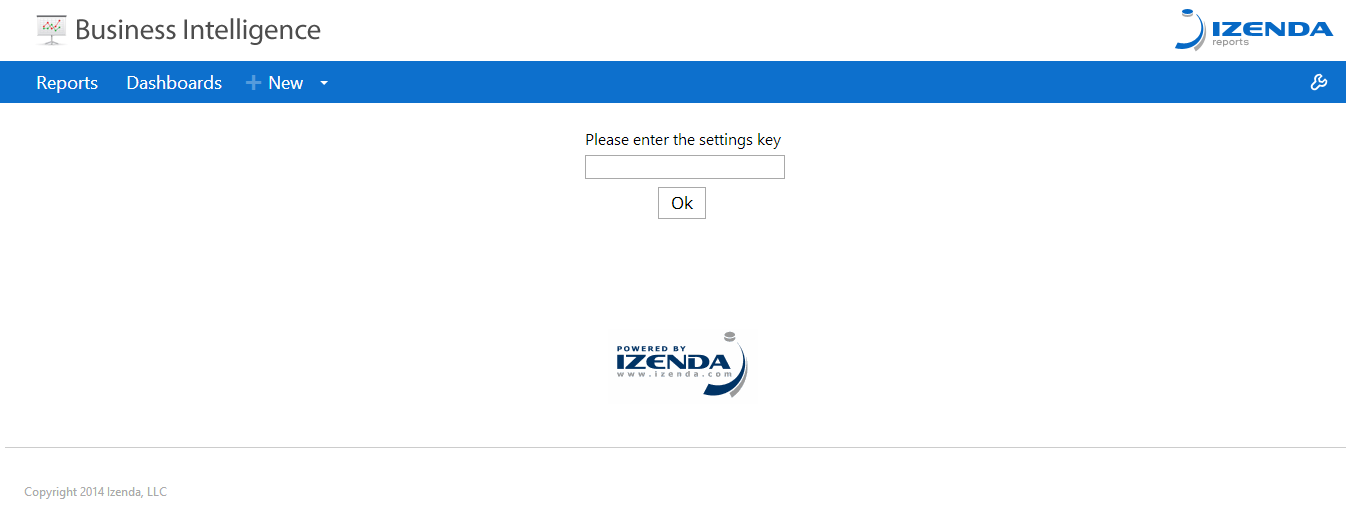 Business Intelligence
IZENDA
reports
Reports Dashboards New
Please enter the settings key
Ok
POWERED BY
IZENDA
www.izenda.com
Copyright 2014 Izenda, LLC